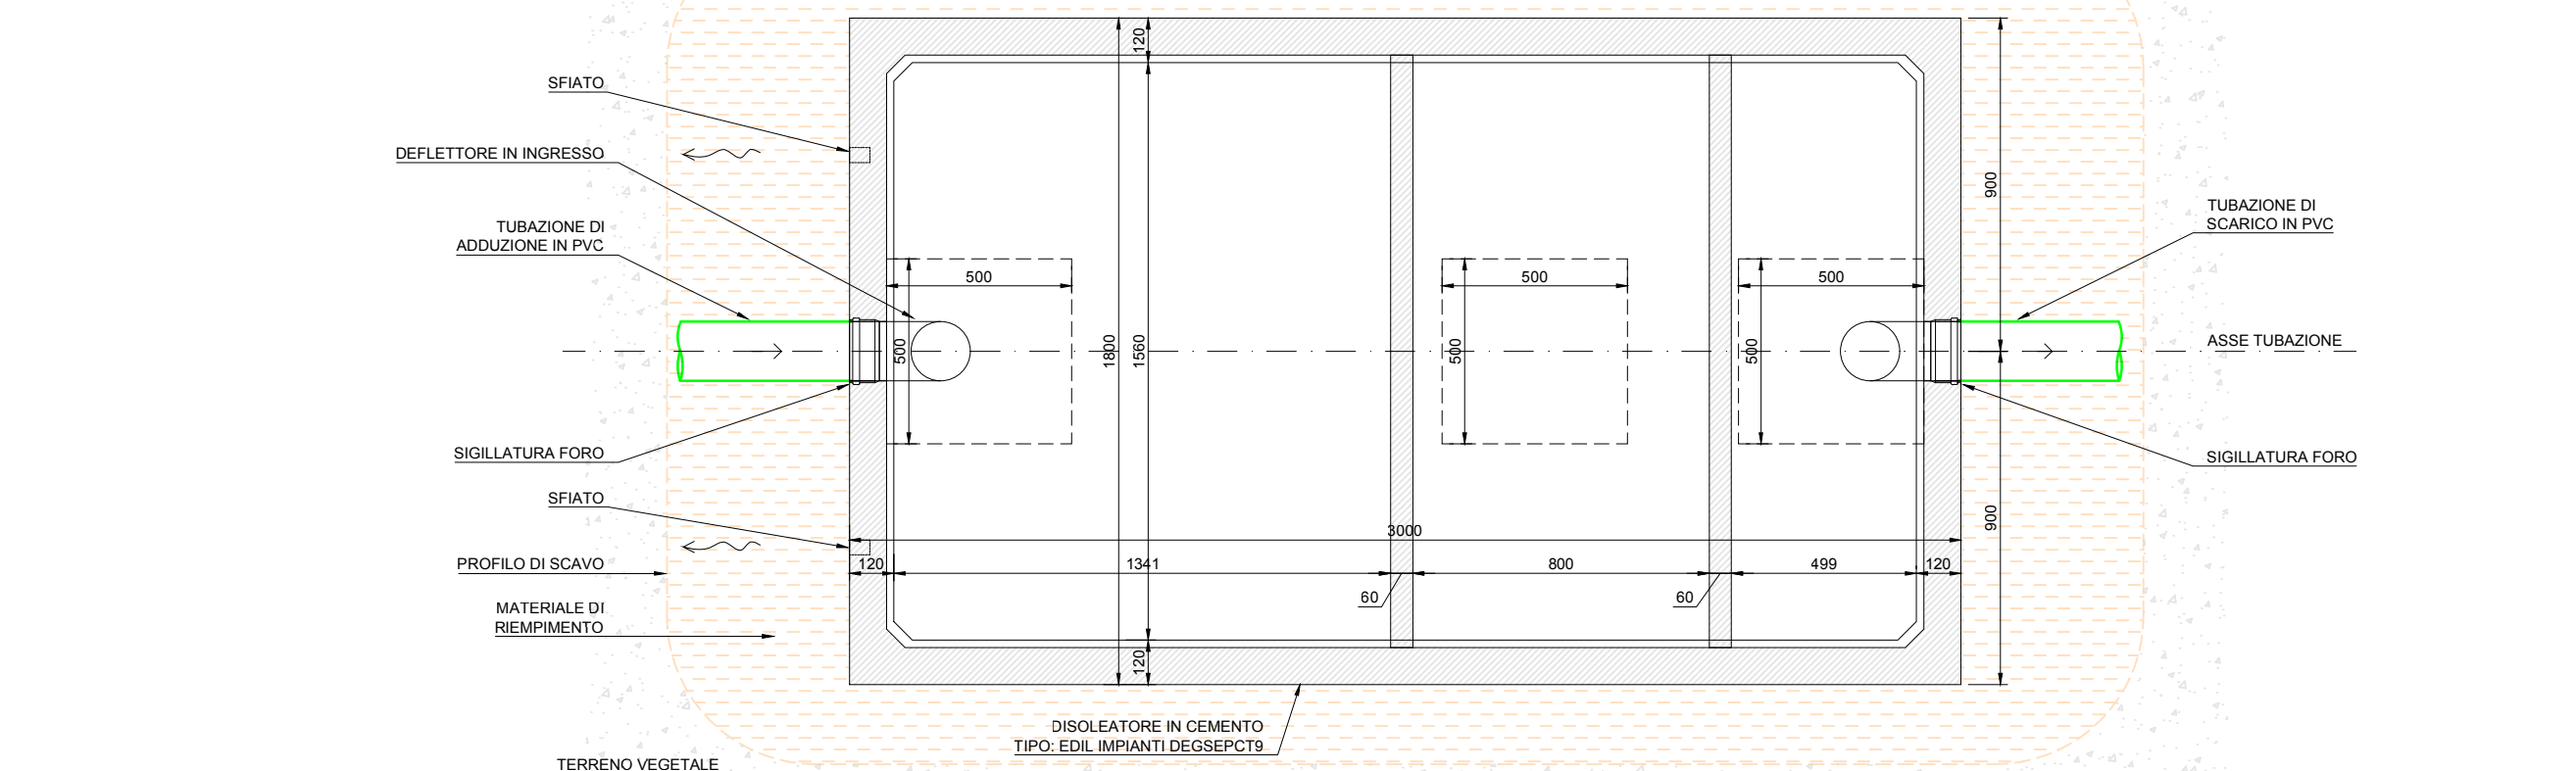 120
SFIATO
DEFLETTORE IN INGRESSO
TUBAZIONE DI
ADDUZIONE IN PVC
900
TUBAZIONE DI
SCARICO IN PVC
500
500
500
500
1800
1560
500
500
ASSE TUBAZIONE
SIGILLATURA FORO
SIGILLATURA FORO
SFIATO
3000
900
PROFILO DI SCAVO
120
1341
800
499
120
60
60
MATERIALE DI
RIEMPIMENTO
120
DISOLEATORE IN CEMENTO
TIPO: EDIL IMPIANTI DEGSEPCT9
TERRENO VEGETALE